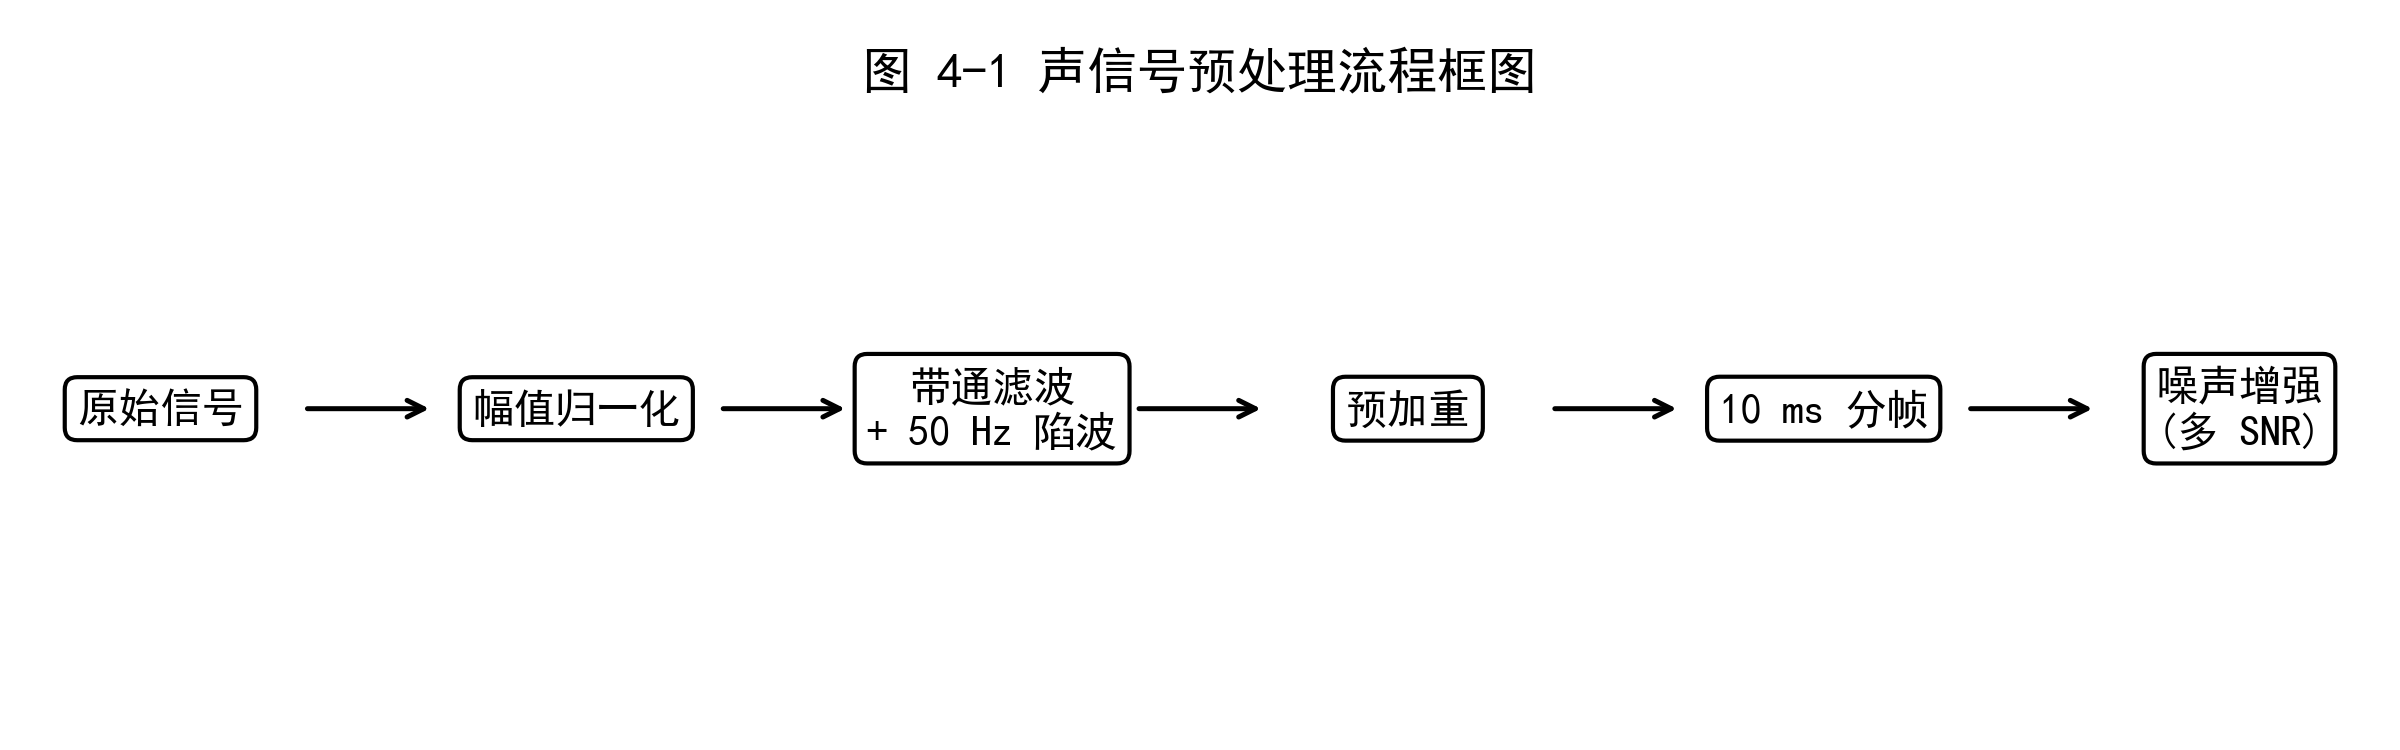 图 4-1 声信号预处理流程框图
原始信号
幅值归一化
带通滤波
+ 50 Hz 陷波
预加重
10 ms 分帧
噪声增强
(多 SNR)